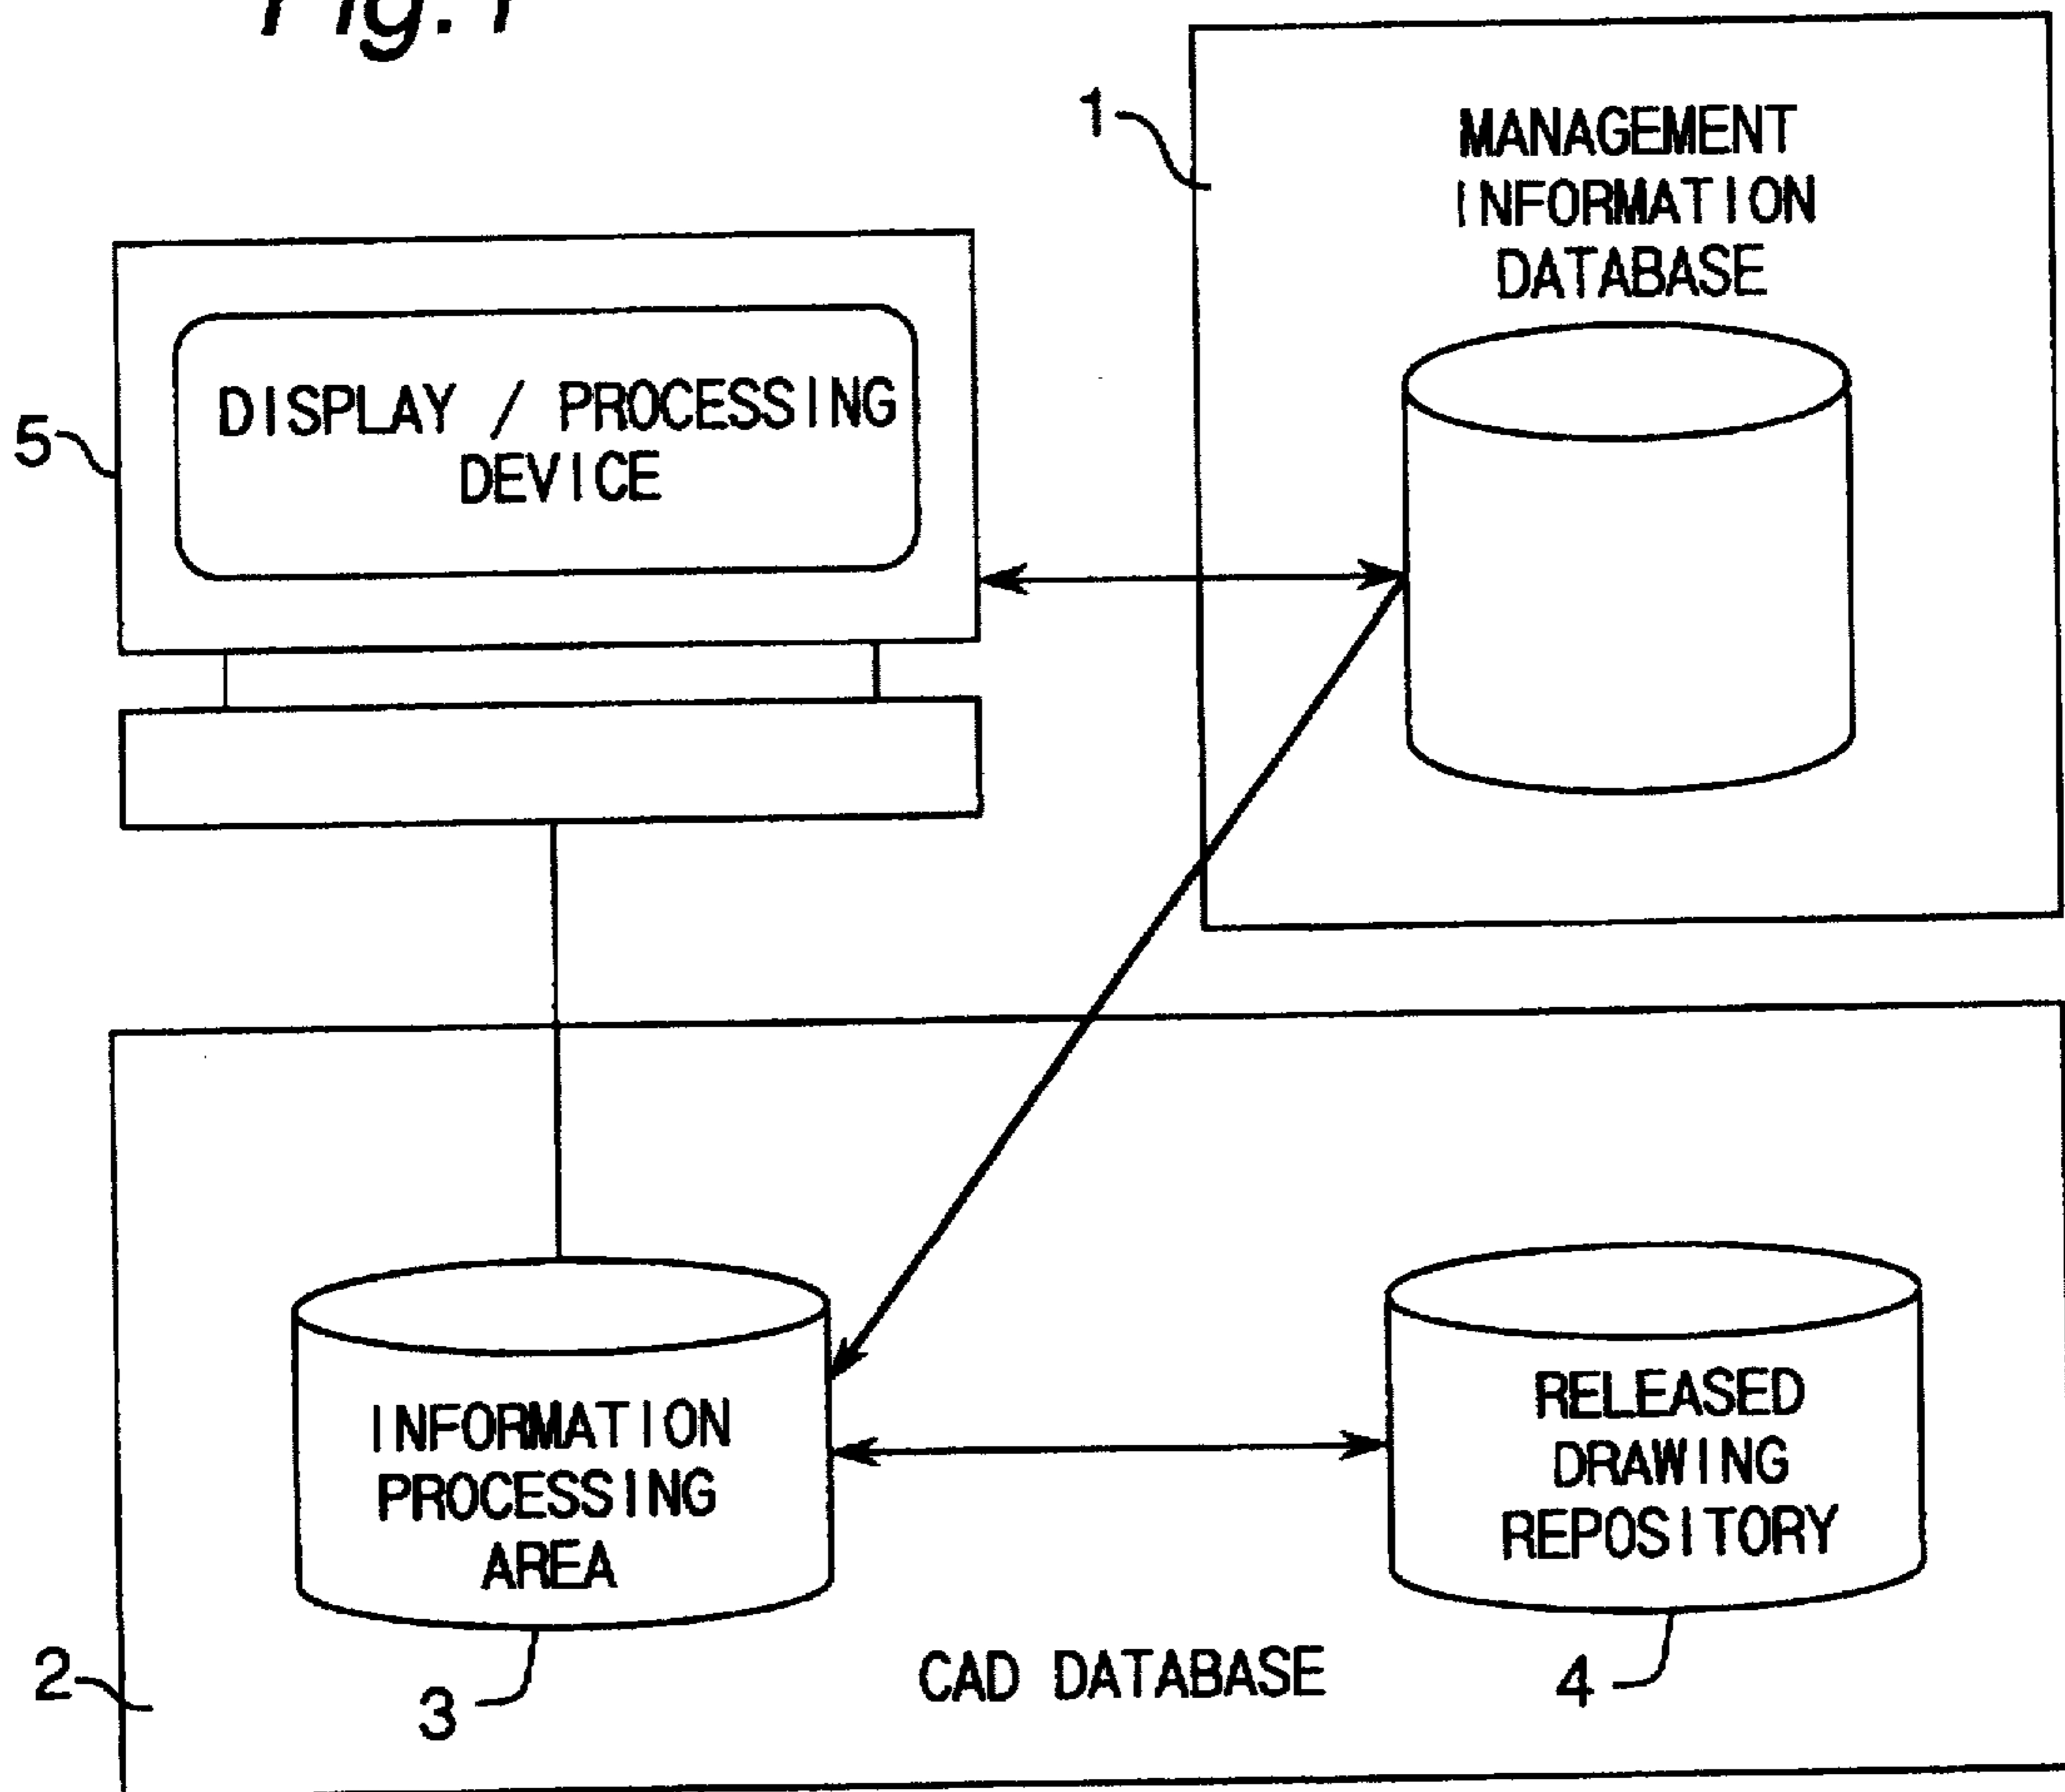 Fig.1
1
MANAGEMENT
INFORMATION
DATABASE
5
DISPLAY / PROCESSING
DEVICE
INFORMATION
PROCESSING
AREA
RELEASED
DRAWING
REPOSITORY
2
3
CAD DATABASE
4